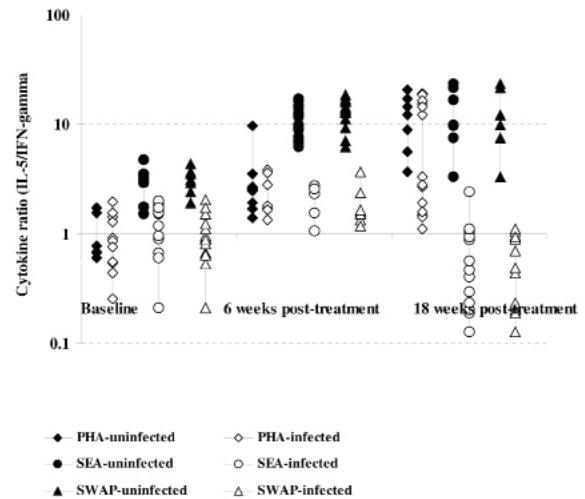 100
10
1
0.1
Cytokine ratio (IL-5/IFN-gamma
Baseline
6 weeks post-treatment
18 weeks post-treatment
PHA-uninfected
PHA-infected
SEA-uninfected
SEA-infected
SWAP-uninfected
SWAP-infected